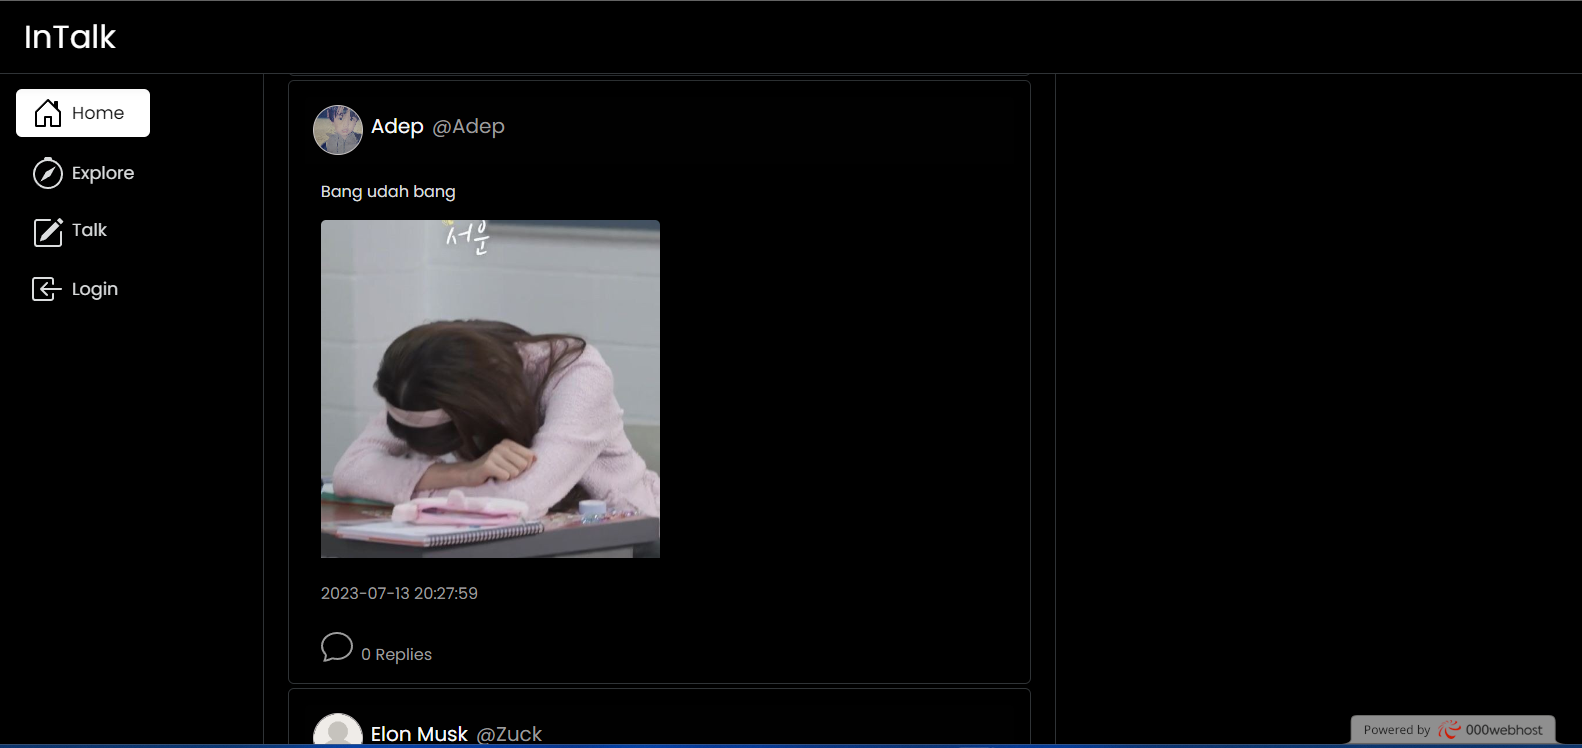 InTalk
Home
Explore
Talk
Login
Adep @Adep
Bang udah bang
서운
2023-07-13 20:27:59
0 Replies
Elon Musk @Zuck
Powered by 000webhost